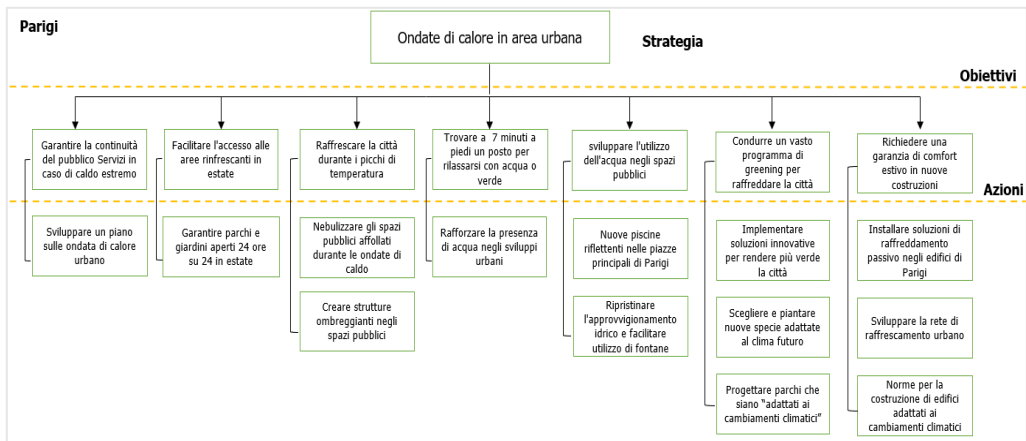 Parigi
Ondate di calore in area urbana
Strategia
Obiettivi
Garantire la continuità
del pubblico Servizi in
caso di caldo estremo
Facilitare l'accesso alle
aree rinfrescanti in
estate
Raffrescare la città
durante i picchi di
temperatura
Trovare a 7 minuti a
piedi un posto per
rilassarsi con acqua o
verde
sviluppare l'utilizzo
dell'acqua negli spazi
pubblici
Condurre un vasto
programma di
greening per
raffreddare la città
Richiedere una
garanzia di comfort
estivo in nuove
costruzioni
Azioni
Sviluppare un piano
sulle ondata di calore
urbano
Garantire parchi e
giardini aperti 24 ore
su 24 in estate
Nebulizzare gli spazi
pubblici affollati
durante le ondate di
caldo
Creare strutture
ombreggianti negli
spazi pubblici
Rafforzare la presenza
di acqua negli sviluppi
urbani
Nuove piscine
riflettenti nelle piazze
principali di Parigi
Ripristinare
l'approvvigionamento
idrico e facilitare
utilizzo di fontane
Implementare
soluzioni innovative
per rendere più verde
la città
Scegliere e piantare
nuove specie adattate
al clima futuro
Progettare parchi che
siano “adattati ai
cambiamenti climatici”
Installare soluzioni di
raffreddamento
passivo negli edifici di
Parigi
Sviluppare la rete di
raffrescamento urbano
Norme per la
costruzione di edifici
adattati ai
cambiamenti climatici